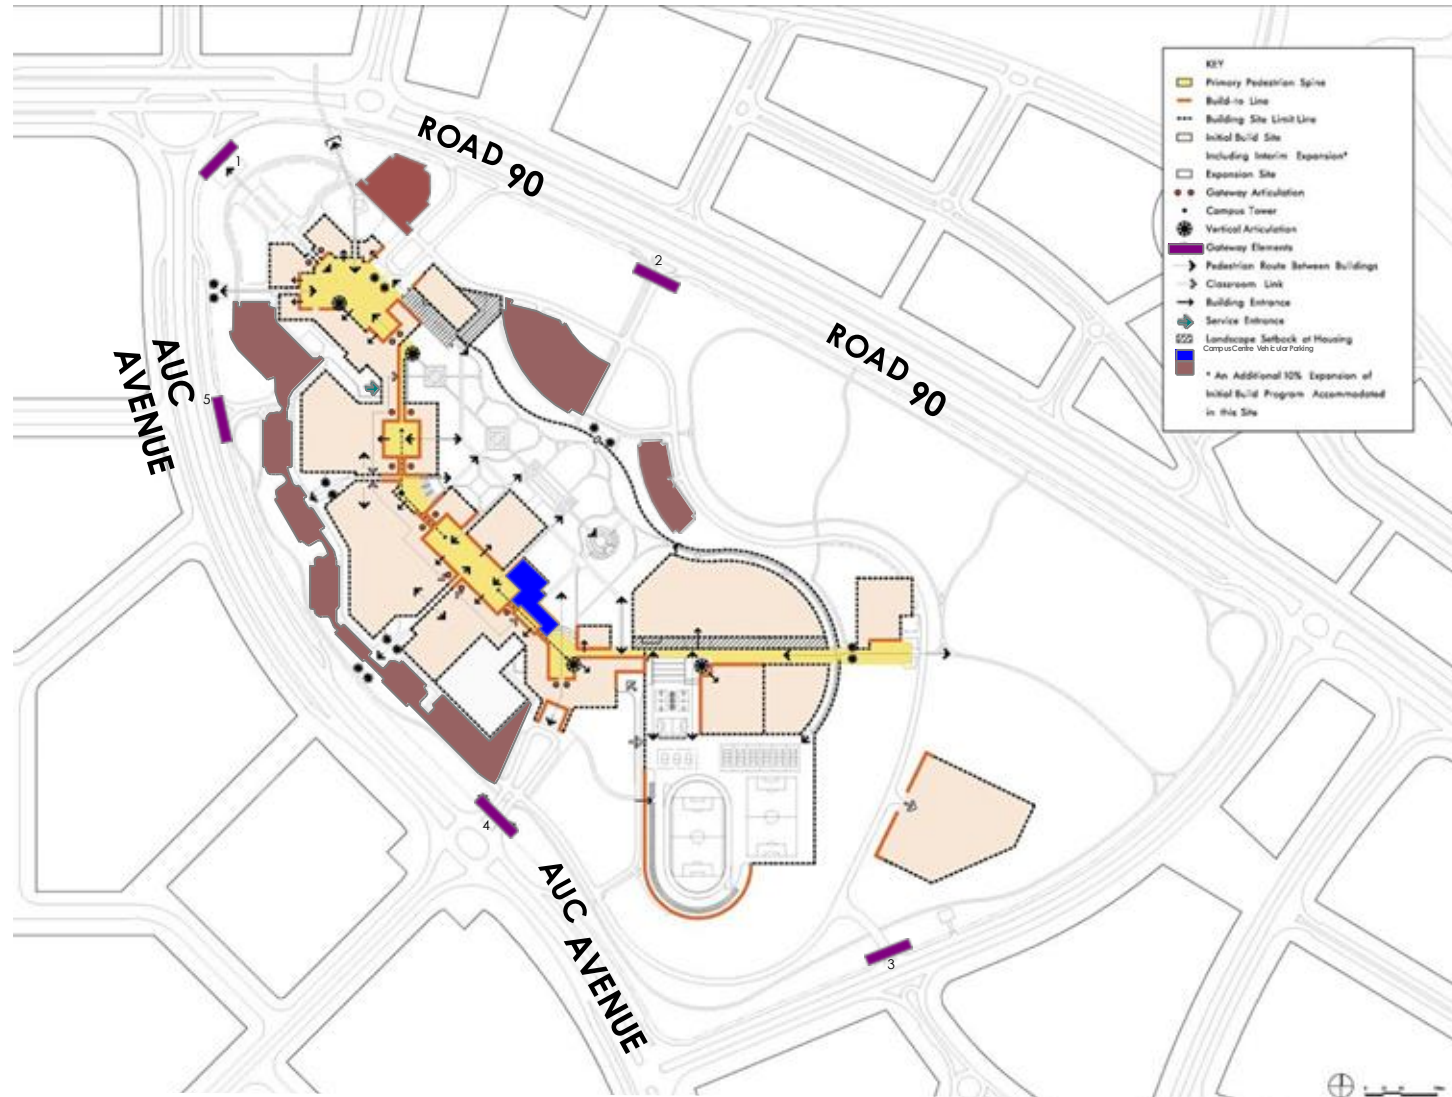 ROAD 90
1
2
ROAD 90
AUC
AVENUE
5
4
AUC AVENUE
3
KEY
Primary Pedestrian Spine
Build-to Line
Building Site Limit Line
Initial Build Site
Including Interim Expansion*
Expansion Site
Gateway Articulation
Campus Tower
Vertical Articulation
Gateway Elements
Pedestrian Route Between Buildings
Classroom Link
Building Entrance
Service Entrance
Landscape Setback at Housing
Campus Centre Vehicular Parking
* An Additional 10% Expansion of
Initial Build Program Accommodated
in this Site